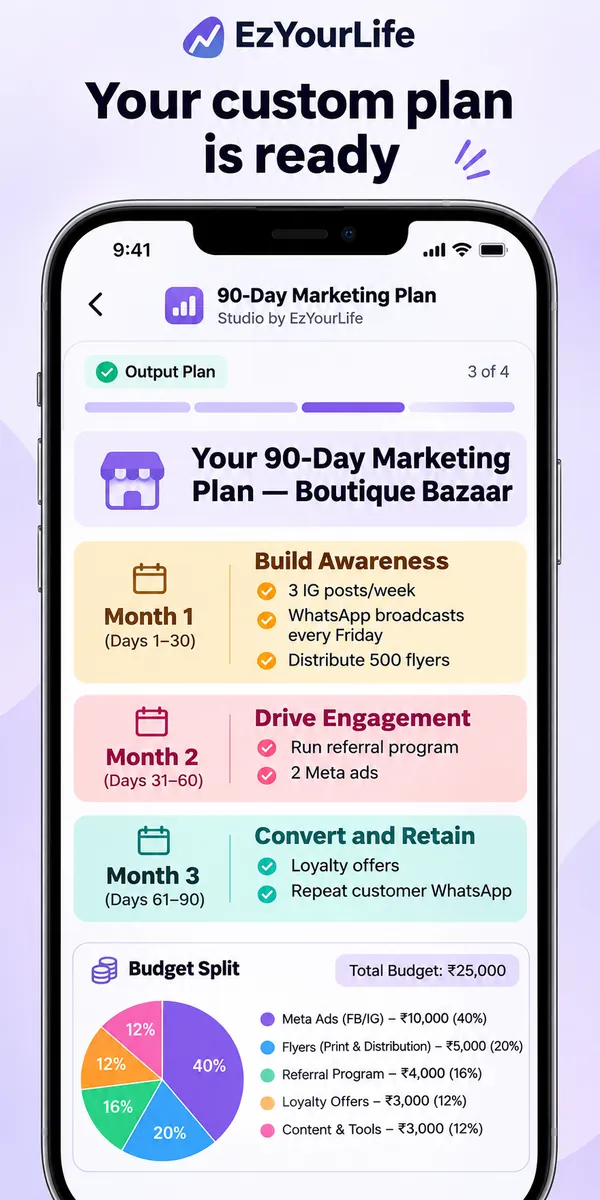 EzYourLife
Your custom plan
is ready
9:41
90-Day Marketing Plan
Studio by EzYourLife
Output Plan
3 of 4
Your 90-Day Marketing
Plan — Boutique Bazaar
Month 1
(Days 1–30)
Build Awareness
3 IG posts/week
WhatsApp broadcasts
every Friday
Distribute 500 flyers
Month 2
(Days 31–60)
Drive Engagement
Run referral program
2 Meta ads
Month 3
(Days 61–90)
Convert and Retain
Loyalty offers
Repeat customer WhatsApp
Budget Split
Total Budget: ₹25,000
40%
20%
16%
12%
12%
Meta Ads (FB/IG) – ₹10,000 (40%)
Flyers (Print & Distribution) – ₹5,000 (20%)
Referral Program – ₹4,000 (16%)
Loyalty Offers – ₹3,000 (12%)
Content & Tools – ₹3,000 (12%)